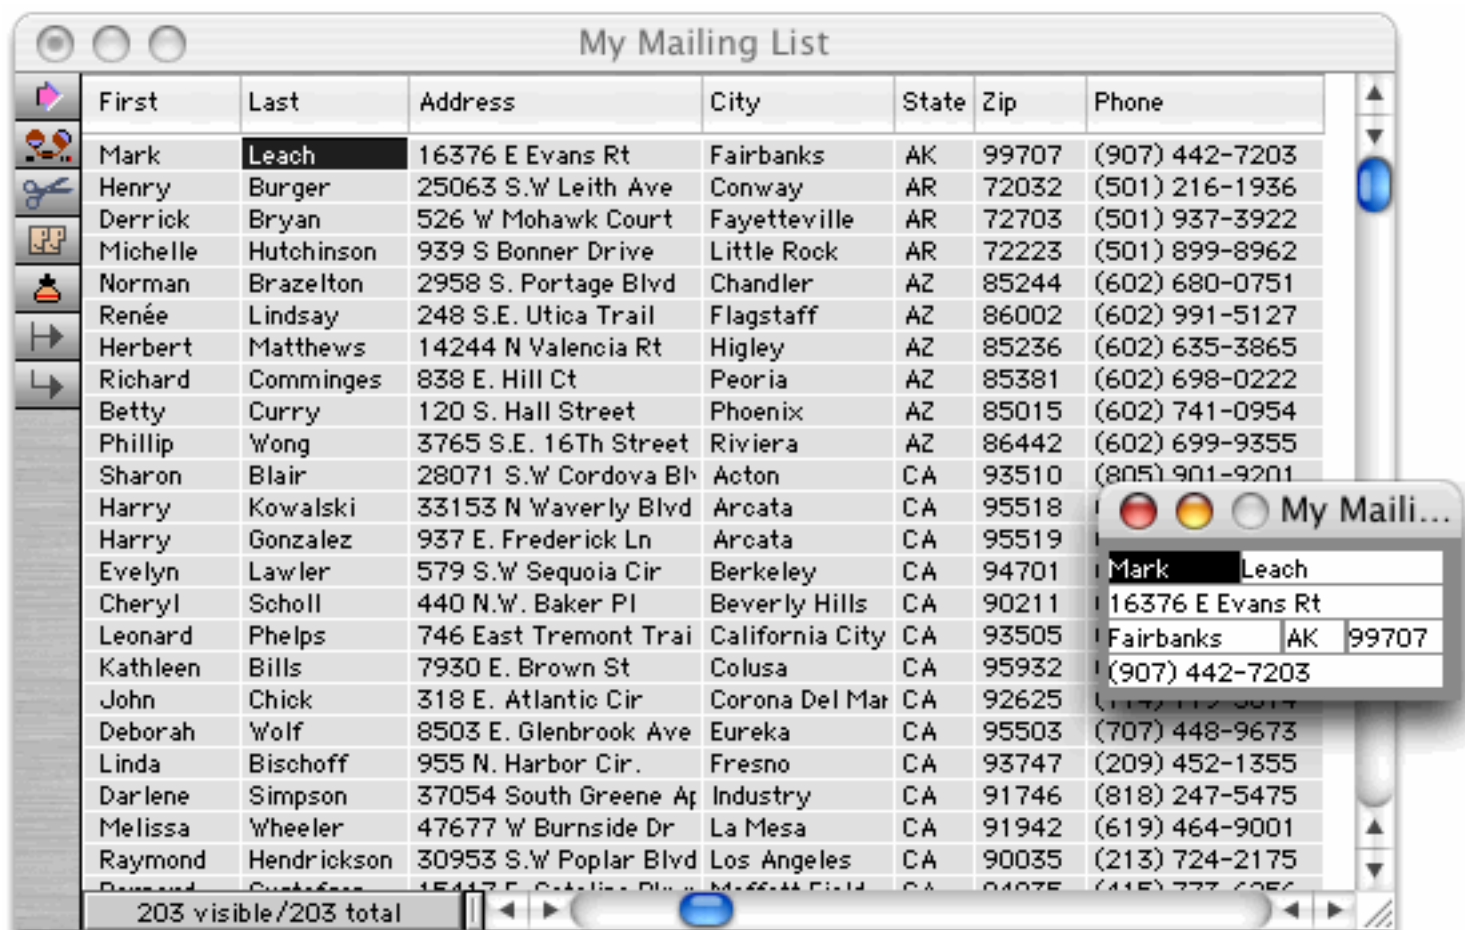 My Mailing List
First Last Address City State Zip Phone
Mark Leach 16376 E Evans Rt Fairbanks AK 99707 (907) 442-7203
Henry Burger 25063 S.W Leith Ave Conway AR 72032 (501) 216-1936
Derrick Bryan 526 W Mohawk Court Fayetteville AR 72703 (501) 937-3922
Michelle Hutchinson 939 S Bonner Drive Little Rock AR 72223 (501) 899-8962
Norman Brazelton 2958 S. Portage Blvd Chandler AZ 85244 (602) 680-0751
Renée Lindsay 248 S.E. Utica Trail Flagstaff AZ 86002 (602) 991-5127
Herbert Matthews 14244 N Valencia Rt Higley AZ 85236 (602) 635-3865
Richard Comminges 838 E. Hill Ct Peoria AZ 85381 (602) 698-0222
Betty Curry 120 S. Hall Street Phoenix AZ 85015 (602) 741-0954
Phillip Wong 3765 S.E. 16Th Street Riviera AZ 86442 (602) 699-9355
Sharon Blair 28071 S.W Cordova Acton CA 93510 (805) 901-9201
Harry Kowalski 33153 N Waverly Blvd Arcata CA 95518
Harry Gonzalez 937 E. Frederick Ln Arcata CA 95519
Evelyn Lawler 579 S.W Sequoia Cir Berkeley CA 94701
Cheryl Scholl 440 N.W. Baker Pl Beverly Hills CA 90211
Leonard Phelps 746 East Tremont Trai California City CA 93505
Kathleen Bills 7930 E. Brown St Colusa CA 95932
John Chick 318 E. Atlantic Cir Corona Del Mar CA 92625
Deborah Wolf 8503 E. Glenbrook Ave Eureka CA 95503 (707) 448-9673
Linda Bischoff 955 N. Harbor Cir. Fresno CA 93747 (209) 452-1355
Darlene Simpson 37054 South Greene Industry CA 91746 (818) 247-5475
Melissa Wheeler 47677 W Burnside Dr La Mesa CA 91942 (619) 464-9001
Raymond Hendrickson 30953 S.W Poplar Blvd Los Angeles CA 90035 (213) 724-2175
203 visible/203 total
My Maili...
Mark Leach
16376 E Evans Rt
Fairbanks AK 99707
(907) 442-7203